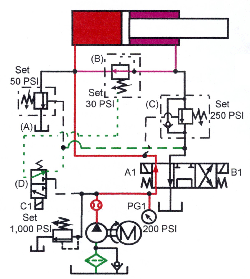 Set
50 PSI
(B)
Set
30 PSI
(A)
(C)
Set
250 PSI
(D)
A1
B1
C1
Set
1,000 PSI
PG1
200 PSI
M